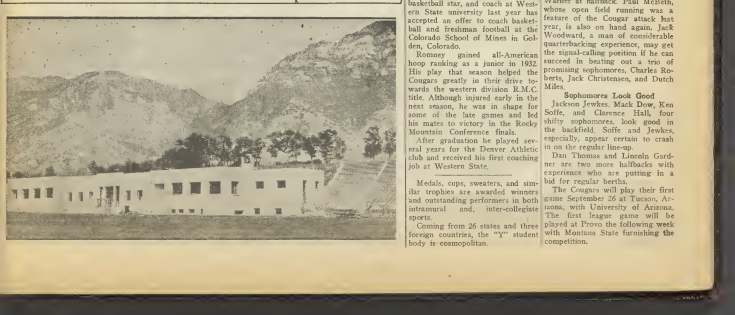 basketball star, and coach at West-
ern State university last year has
accepted an offer to coach basket-
ball and freshman football at the
Colorado School of Mines in Gol-
den, Colorado.
Romney gained all-American
hoop ranking as a junior in 1932.
His play that season helped the
Cougars greatly in their drive to-
wards the western division R.M.C.
title. Although injured early in the
next season, he was in shape for
some of the late games and led
his mates to victory in the Rocky
Mountain Conference finals.
After graduation he played sev-
eral years for the Denver Athletic
club and received his first coaching
job at Western State.
Medals, cups, sweaters, and sim-
ilar trophies are awarded winners
and outstanding performers in both
intramural and, inter-collegiate
sports.
Coming from 26 states and three
foreign countries, the "Y" student
body is cosmopolitan.
Warner at halfback. Paul McBeth,
whose open field running was a
feature of the Cougar attack last
year, is also on hand again. Jack
Woodward, a man of considerable
quarterbacking experience, may get
the signal-calling position if he can
succeed in beating out a trio of
promising sophomores, Charles Ro-
berts, Jack Christensen, and Dutch
Miles.
Sophomores Look Good
Jackson Jewkes, Mack Dow, Ken
Soffe, and Clarence Hall, four
shifty sophomores, look good in
the backfield. Soffe and Jewkes,
especially, appear certain to crash
in on the regular line-up.
Dan Thomas and Lincoln Gard-
ner are two more halfbacks with
experience who are putting in a
bid for regular berths.
The Cougars will play their first
game September 26 at Tucson, Ar-
izona, with University of Arizona.
The first league game will be
played at Provo the following week
with Montana State furnishing the
competition.